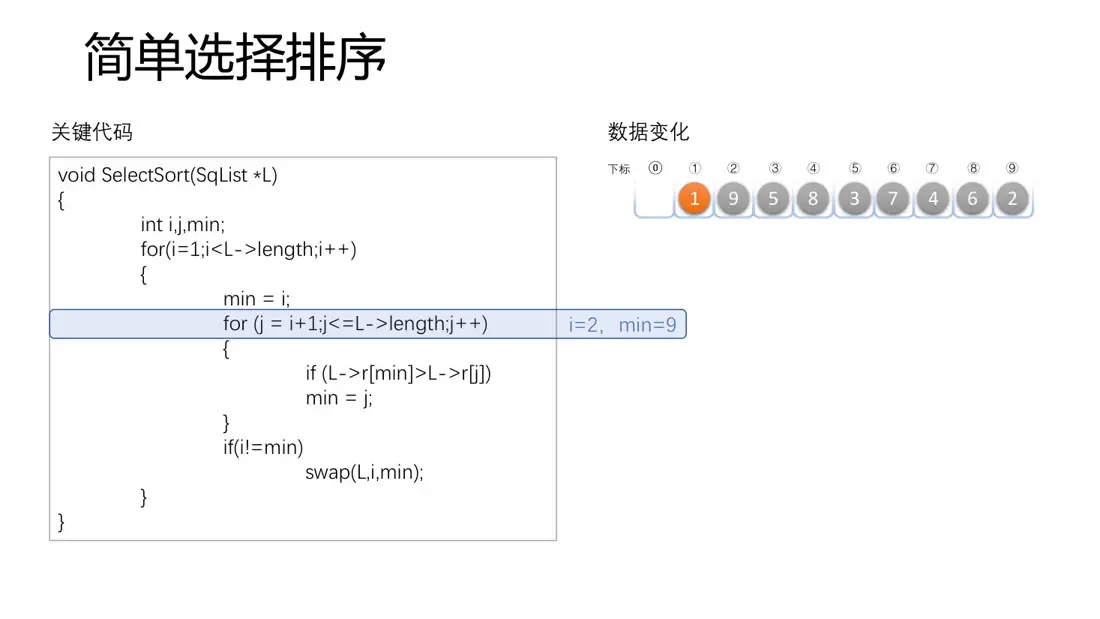 简单选择排序
关键代码
void SelectSort(SqList *L)
{
int i,j,min;
for(i=1;i<L->length;i++)
{
min = i;
for (j = i+1;j<=L->length;j++)
i=2, min=9
{
if (L->r[min]>L->r[j])
min = j;
}
if(i!=min)
swap(L,i,min);
}
}
数据变化
下标 ⓪ ① ② ③ ④ ⑤ ⑥ ⑦ ⑧ ⑨
1 9 5 8 3 7 4 6 2